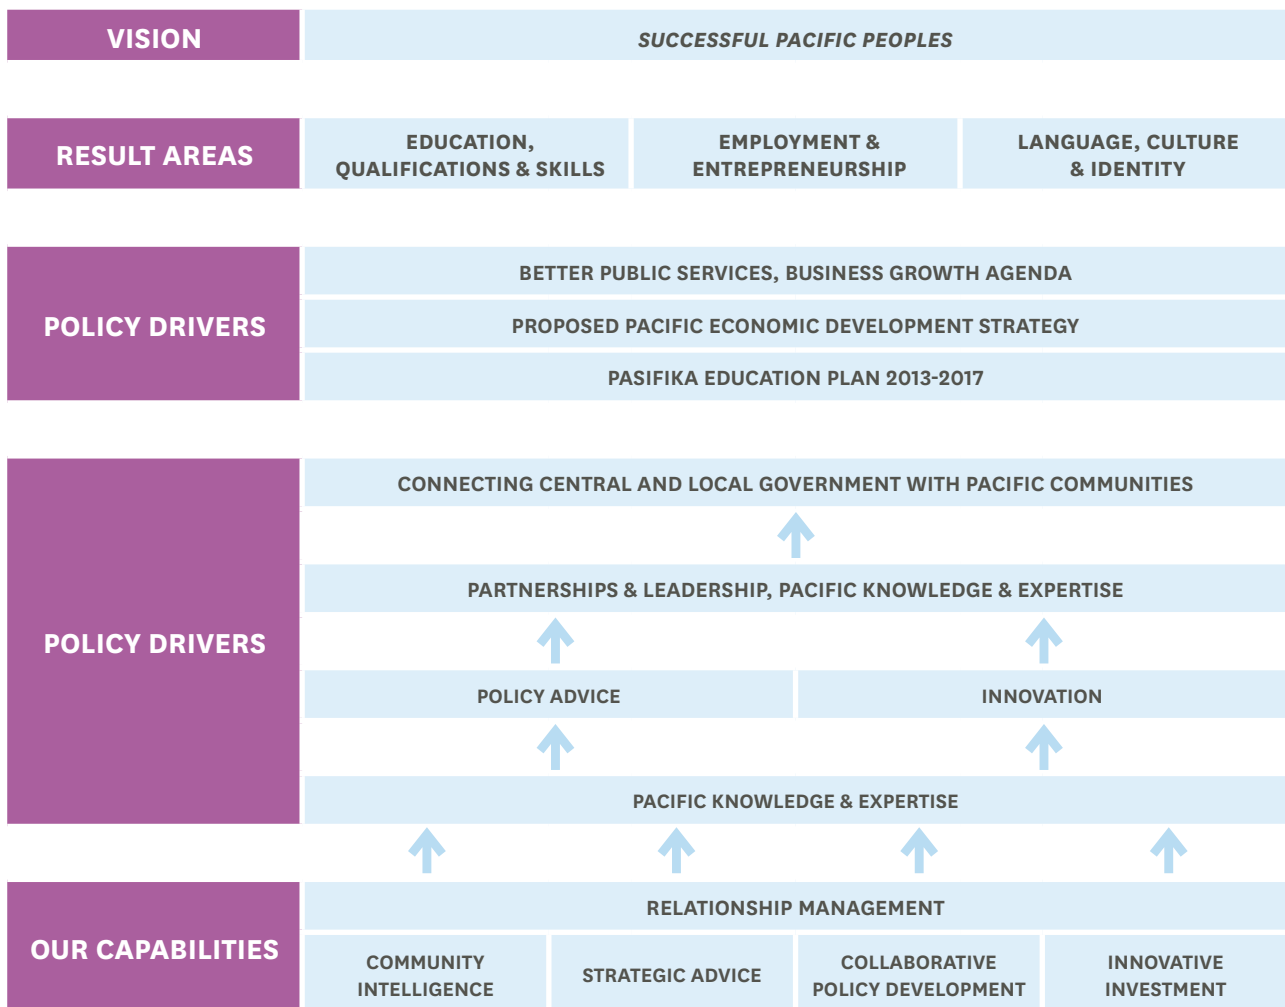 VISION
SUCCESSFUL PACIFIC PEOPLES
RESULT AREAS
EDUCATION,
QUALIFICATIONS & SKILLS
EMPLOYMENT &
ENTREPRENEURSHIP
LANGUAGE, CULTURE
& IDENTITY
POLICY DRIVERS
BETTER PUBLIC SERVICES, BUSINESS GROWTH AGENDA
PROPOSED PACIFIC ECONOMIC DEVELOPMENT STRATEGY
PASIFIKA EDUCATION PLAN 2013-2017
POLICY DRIVERS
CONNECTING CENTRAL AND LOCAL GOVERNMENT WITH PACIFIC COMMUNITIES
PARTNERSHIPS & LEADERSHIP, PACIFIC KNOWLEDGE & EXPERTISE
POLICY ADVICE
INNOVATION
PACIFIC KNOWLEDGE & EXPERTISE
OUR CAPABILITIES
RELATIONSHIP MANAGEMENT
COMMUNITY
INTELLIGENCE
STRATEGIC ADVICE
COLLABORATIVE
POLICY DEVELOPMENT
INNOVATIVE
INVESTMENT